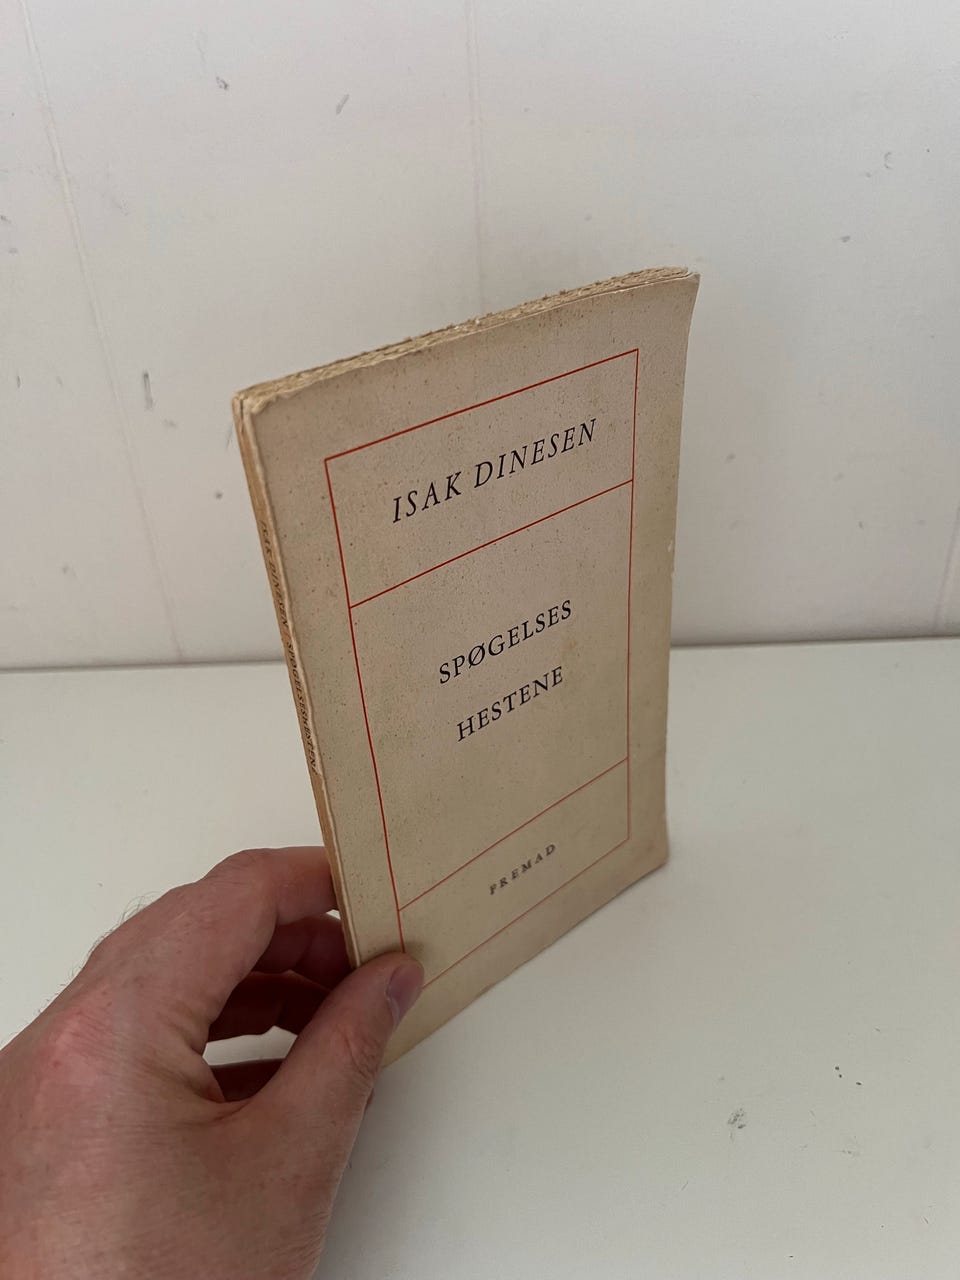 ISAK DINESEN
SPØGELSES
HESTENE
FREMAD
ISAK DINESEN / SPØGELSESHESTENE